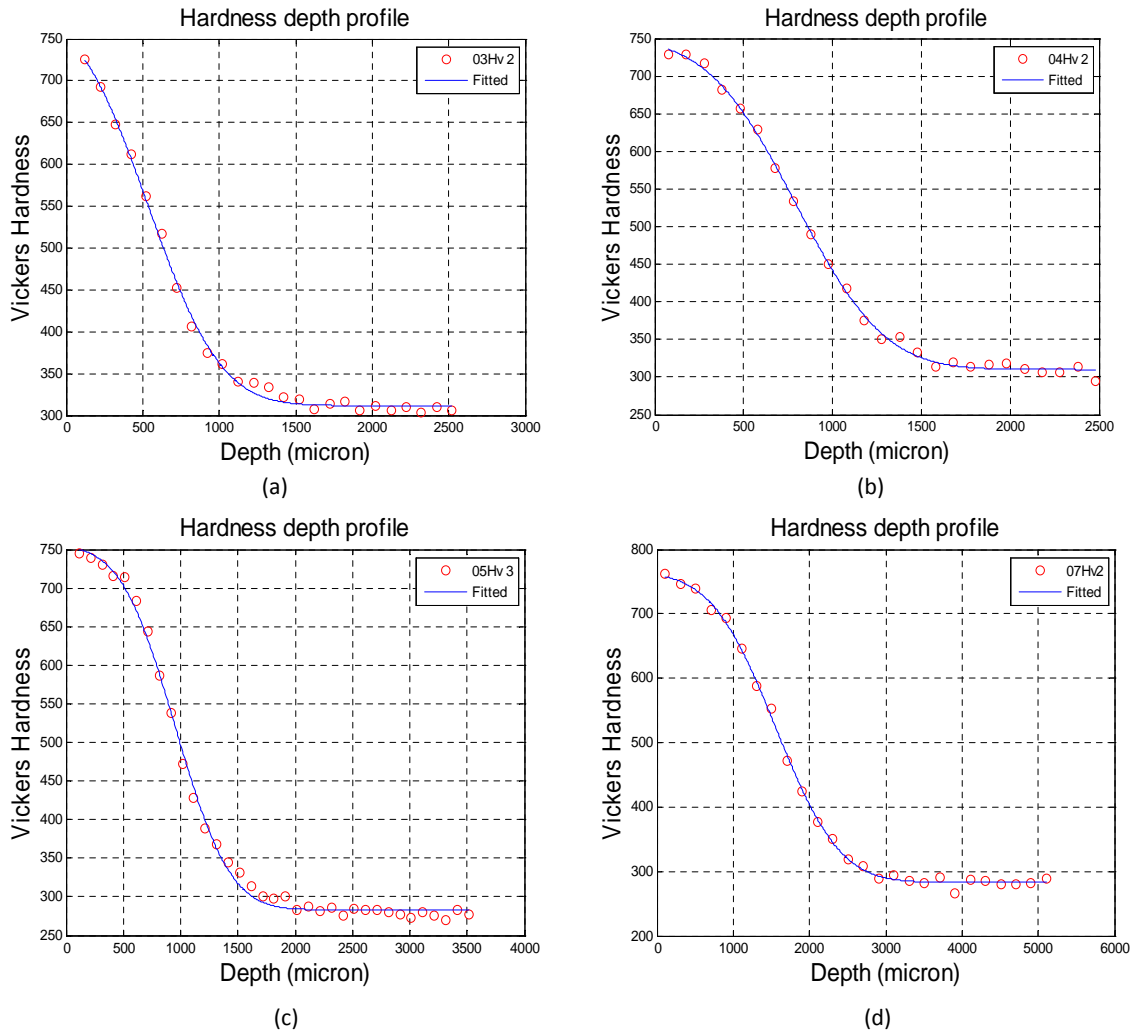 Hardness depth profile
750
700
650
600
550
500
450
400
350
300
0 500 1000 1500 2000 2500 3000
Vickers Hardness
Depth (micron)
03Hv 2
Fitted
(a)
Hardness depth profile
750
700
650
600
550
500
450
400
350
300
250
0 500 1000 1500 2000 2500
Vickers Hardness
Depth (micron)
04Hv 2
Fitted
(b)
Hardness depth profile
750
700
650
600
550
500
450
400
350
300
250
0 500 1000 1500 2000 2500 3000 3500 4000
Vickers Hardness
Depth (micron)
05Hv 3
Fitted
(c)
Hardness depth profile
800
700
600
500
400
300
200
0 1000 2000 3000 4000 5000 6000
Vickers Hardness
Depth (micron)
07Hv2
Fitted
(d)